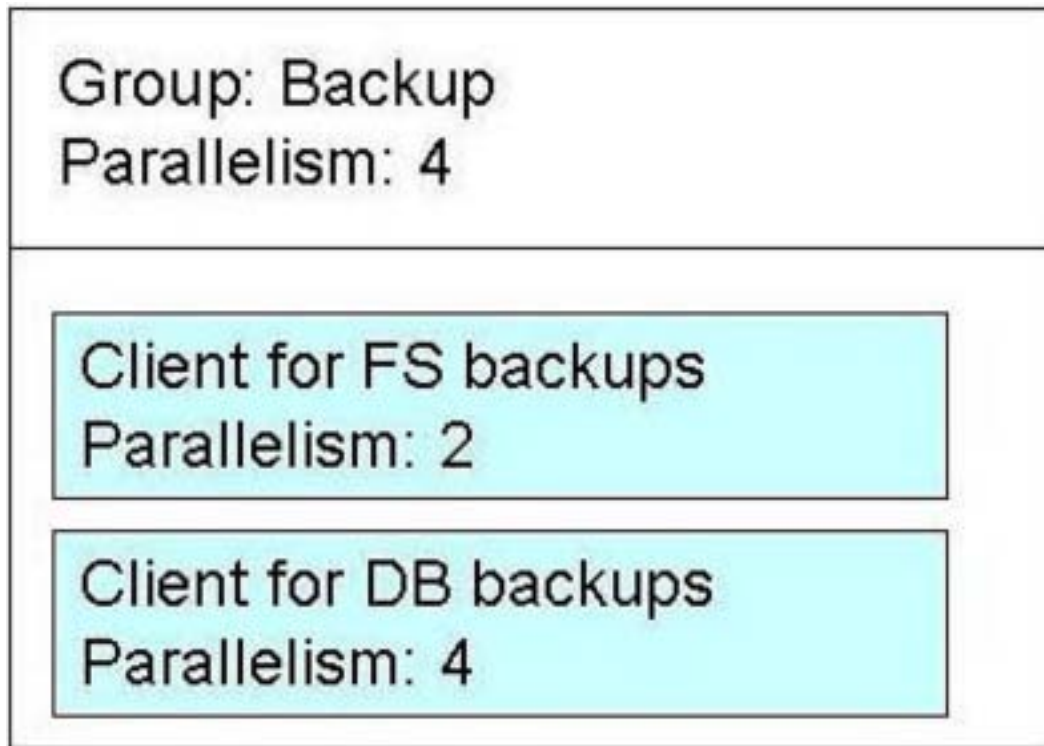 Group: Backup
Parallelism: 4
Client for FS backups
Parallelism: 2
Client for DB backups
Parallelism: 4